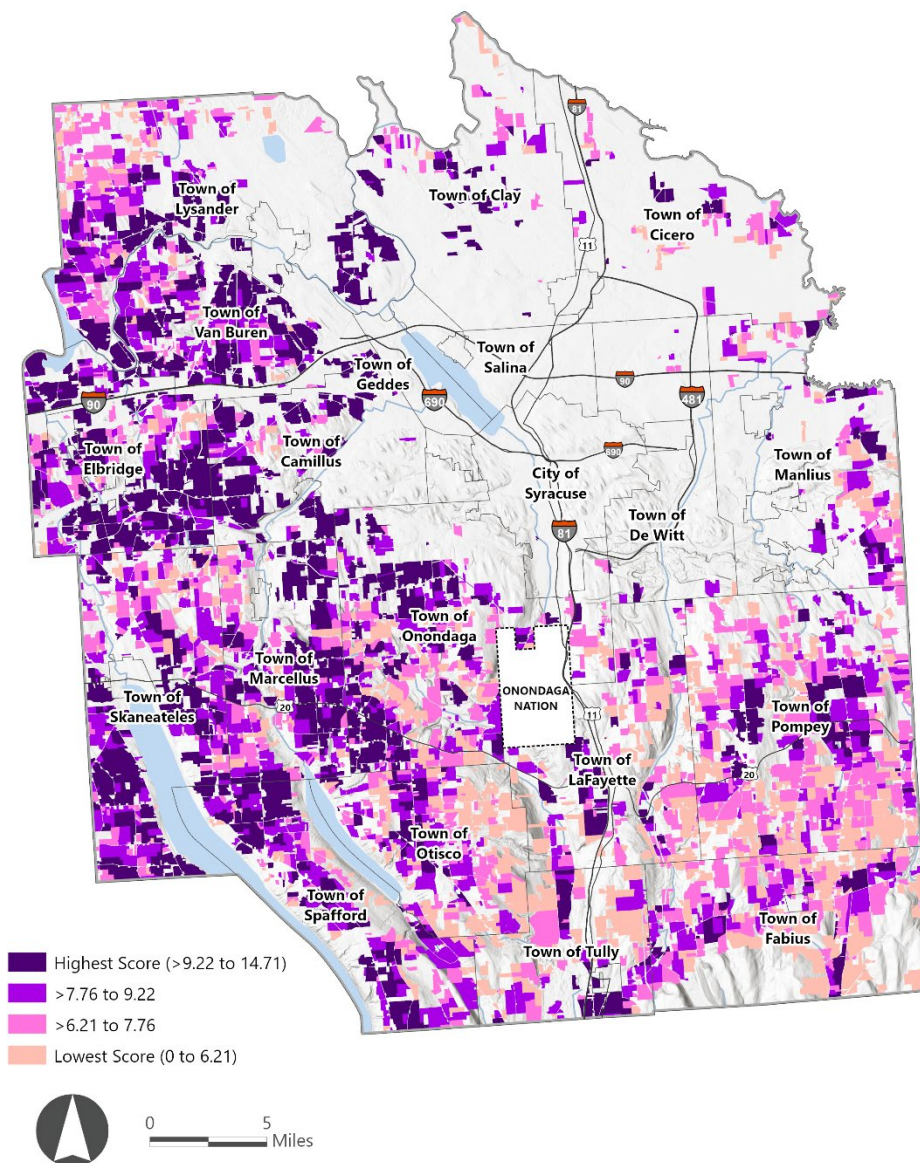 81
Town of
Lysander
Town of Clay
Town of
Cicero
11
Town of
Van Buren
Town of
Salina
Town of
Geddes
90
690
90
481
Town of
Elbridge
Town of
Camillus
690
City of
Syracuse
Town of
Manlius
Town of
De Witt
81
Town of
Onondaga
Town of
Marcellus
ONONDAGA
NATION
Town of
Skaneateles
20
11
Town of
Pompey
Town of
LaFayette
20
Town of
Otisco
Town of
Spafford
Town of Tully
Town of
Fabius
Highest Score (>9.22 to 14.71)
>7.76 to 9.22
>6.21 to 7.76
Lowest Score (0 to 6.21)
0 5
Miles